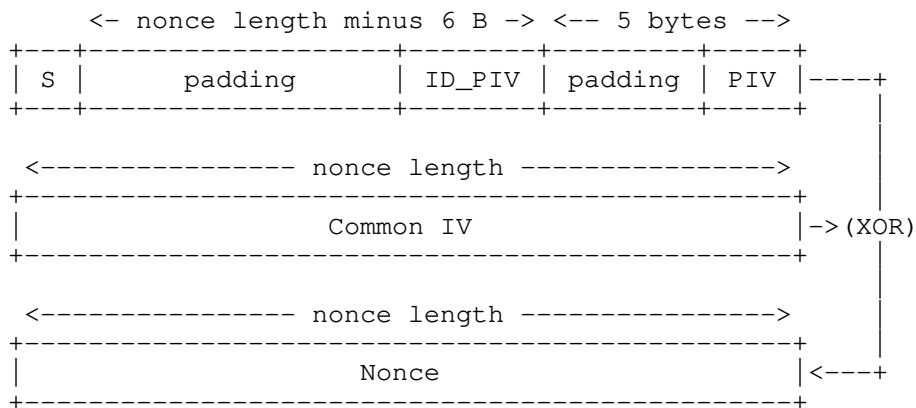 <- nonce length minus 6 B -> <-- 5 bytes -->
+---+-------------------+--------+---------+-----+
| S |      padding      | ID_PIV | padding | PIV |----+
+---+-------------------+--------+---------+-----+    |
                                                      |
<---------------- nonce length ---------------->      |
+------------------------------------------------+    |
|                   Common IV                    |->(XOR)
+------------------------------------------------+    |
                                                      |
<---------------- nonce length ---------------->      |
+------------------------------------------------+    |
|                     Nonce                      |<---+
+------------------------------------------------+